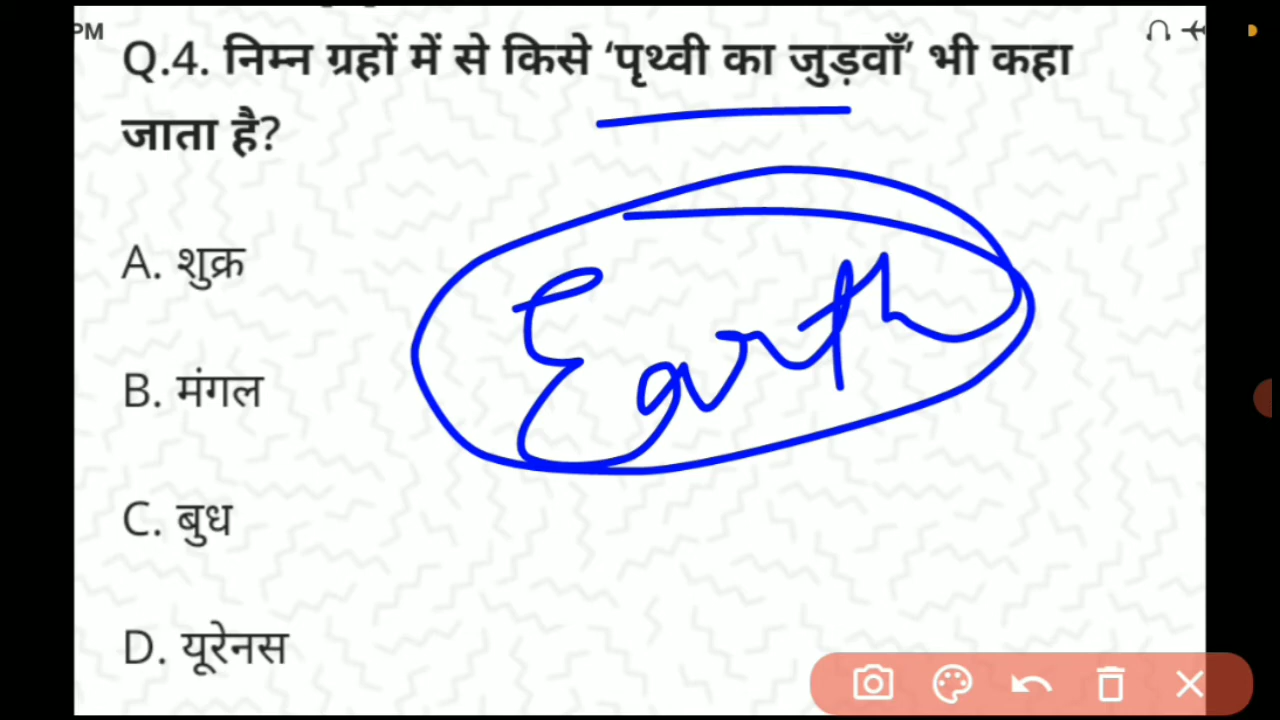 PM
Q.4. निम्न ग्रहों में से किसे ‘पृथ्वी का जुड़वाँ’ भी कहा
जाता है?
Earth
A. शुक्र
B. मंगल
C. बुध
D. यूरेनस